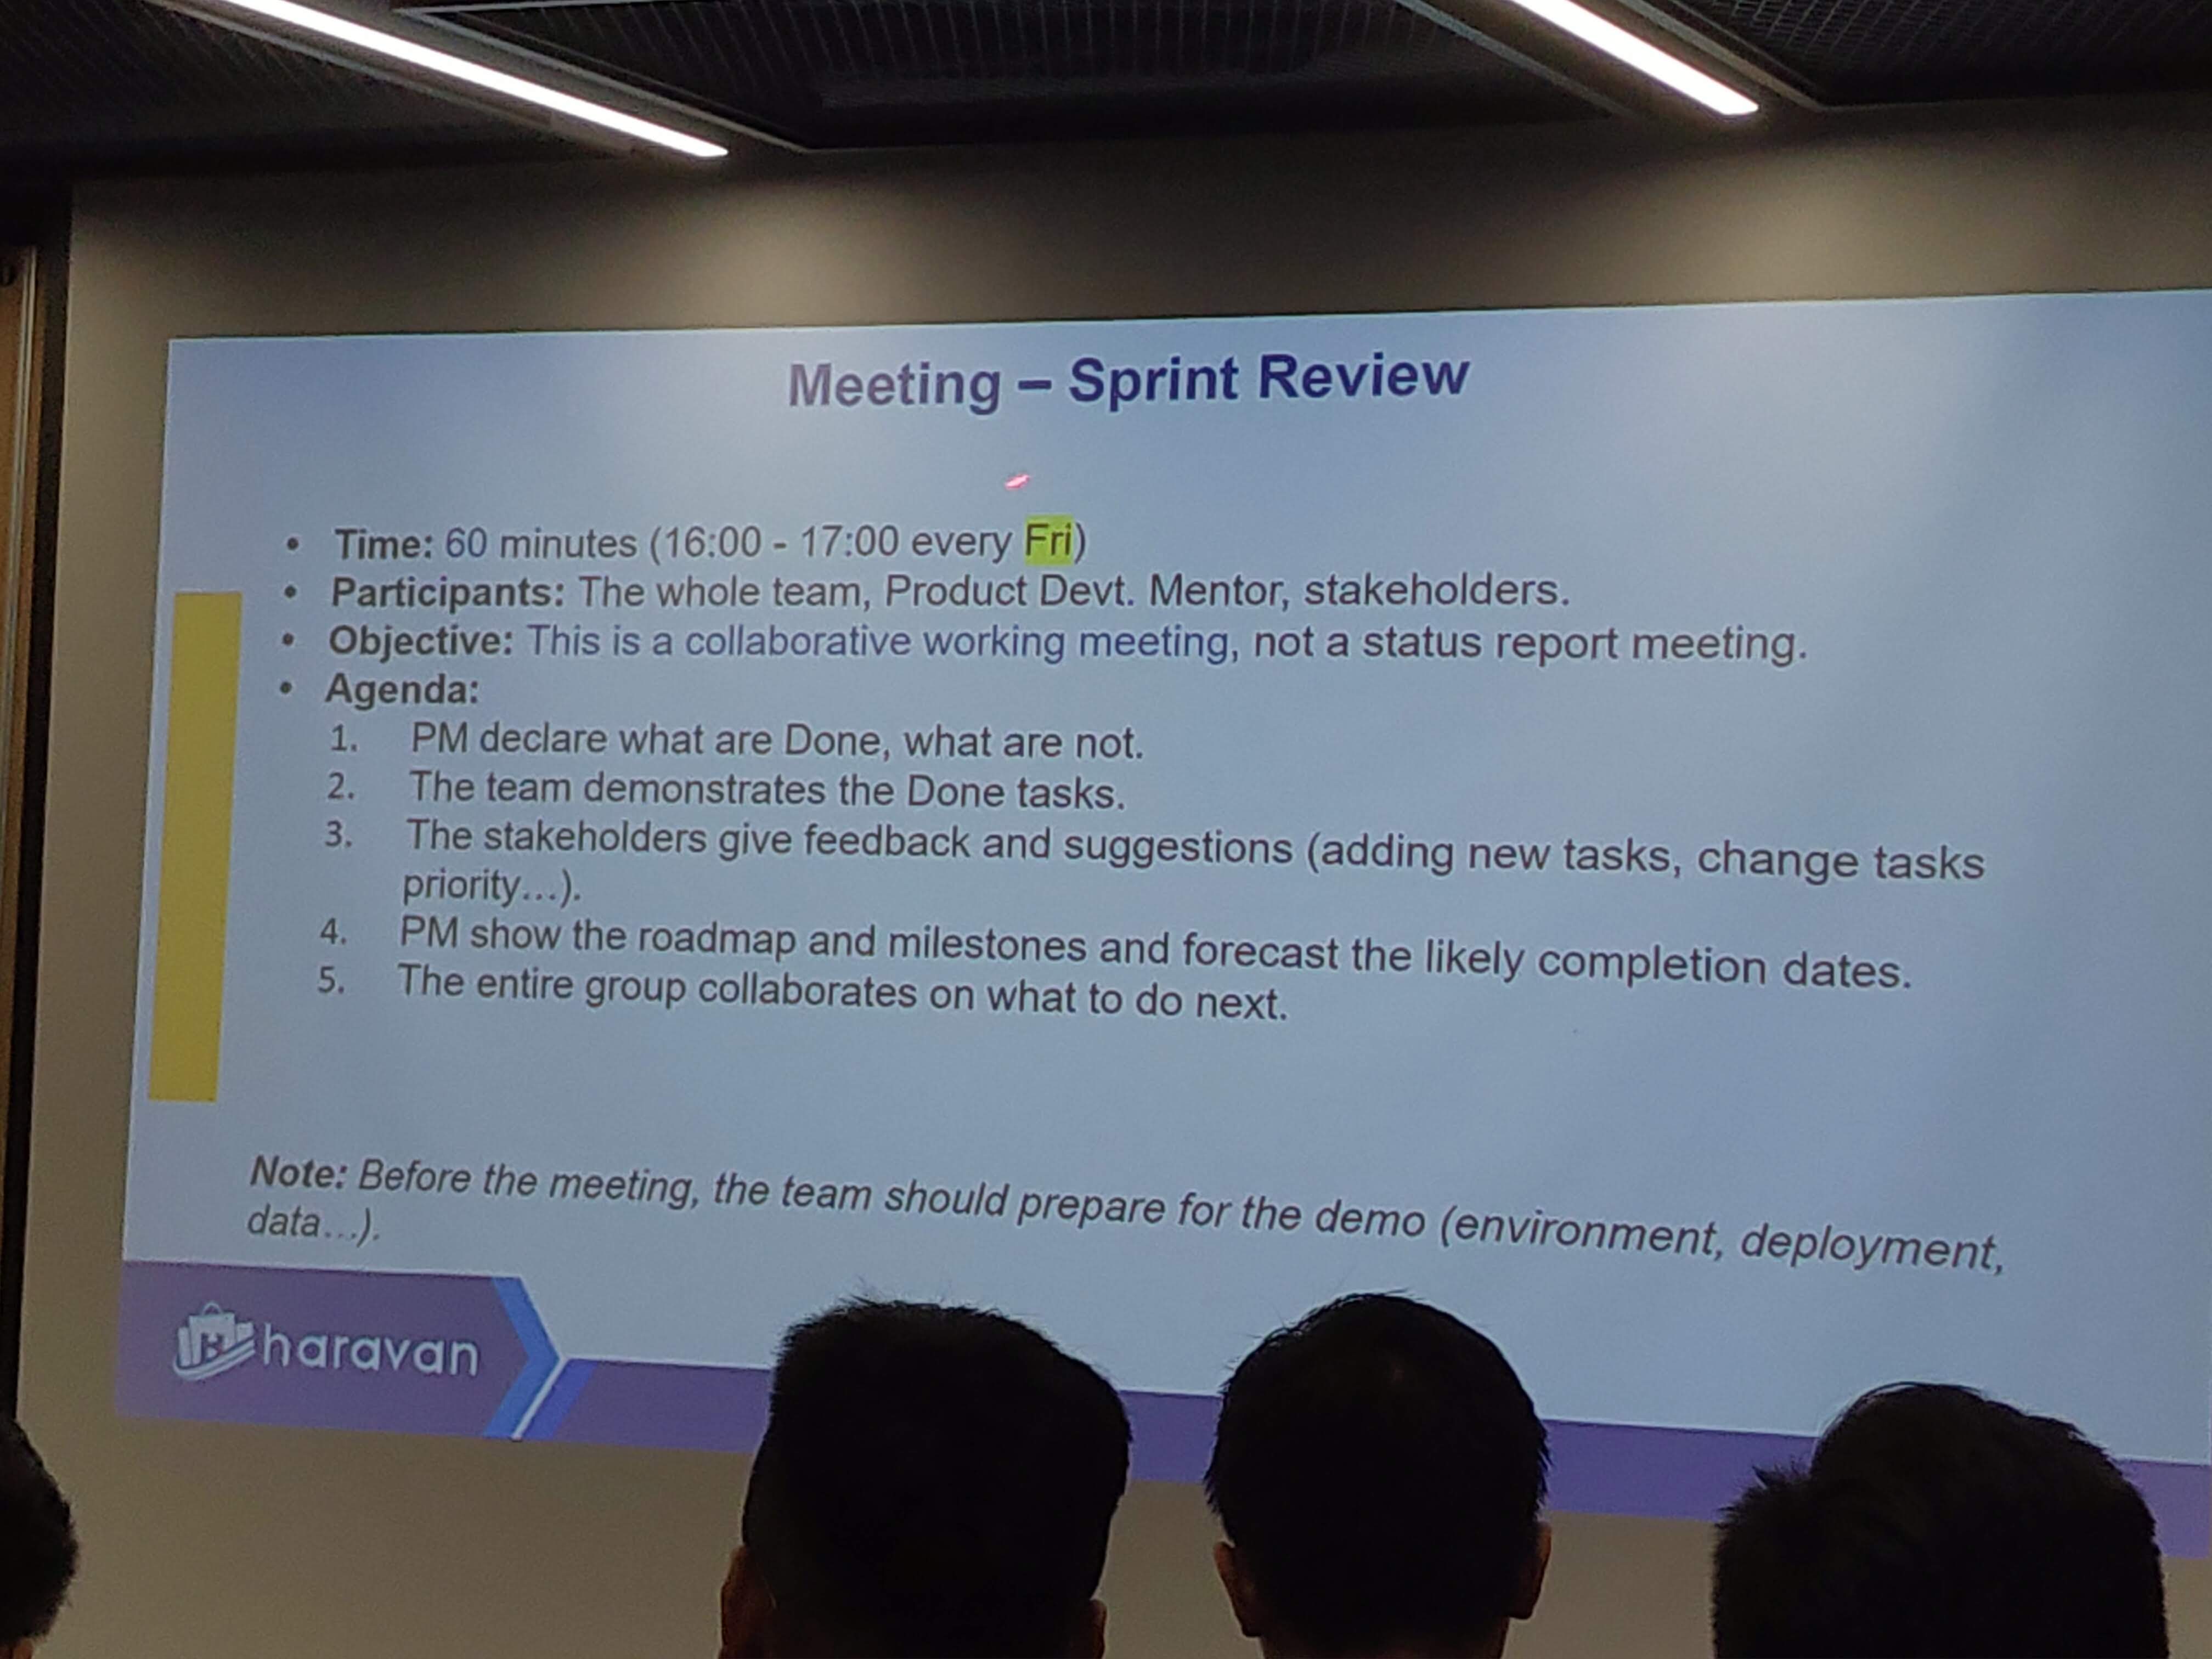 Meeting – Sprint Review
• Time: 60 minutes (16:00 - 17:00 every Fri)
• Participants: The whole team, Product Devt. Mentor, stakeholders.
• Objective: This is a collaborative working meeting, not a status report meeting.
• Agenda:
1. PM declare what are Done, what are not.
2. The team demonstrates the Done tasks.
3. The stakeholders give feedback and suggestions (adding new tasks, change tasks
priority...).
4. PM show the roadmap and milestones and forecast the likely completion dates.
5. The entire group collaborates on what to do next.
Note: Before the meeting, the team should prepare for the demo (environment, deployment,
data...).
haravan